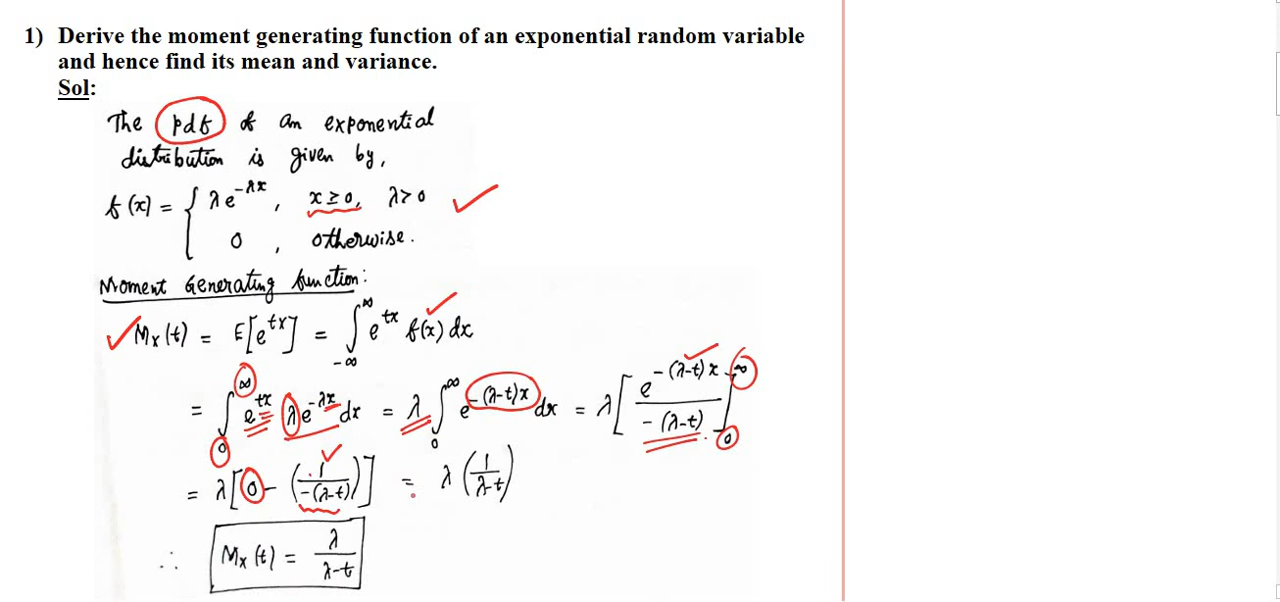 1) Derive the moment generating function of an exponential random variable
and hence find its mean and variance.
Sol:
The pdf of an exponential
distribution is given by,
f(x) = { λe^{-λx}, x ≥ 0, λ > 0
0, otherwise.
Moment Generating function:
M_X(t) = E[e^{tX}] = ∫_{-∞}^{∞} e^{tx} f(x) dx
= ∫_0^∞ e^{tx} λe^{-λx} dx = λ ∫_0^∞ e^{-(λ-t)x} dx = λ [ e^{-(λ-t)x} / -(λ-t) ]_0^∞
= λ [ 0 - ( 1 / -(λ-t) ) ] = λ ( 1 / λ-t )
∴ M_X(t) = λ / λ-t